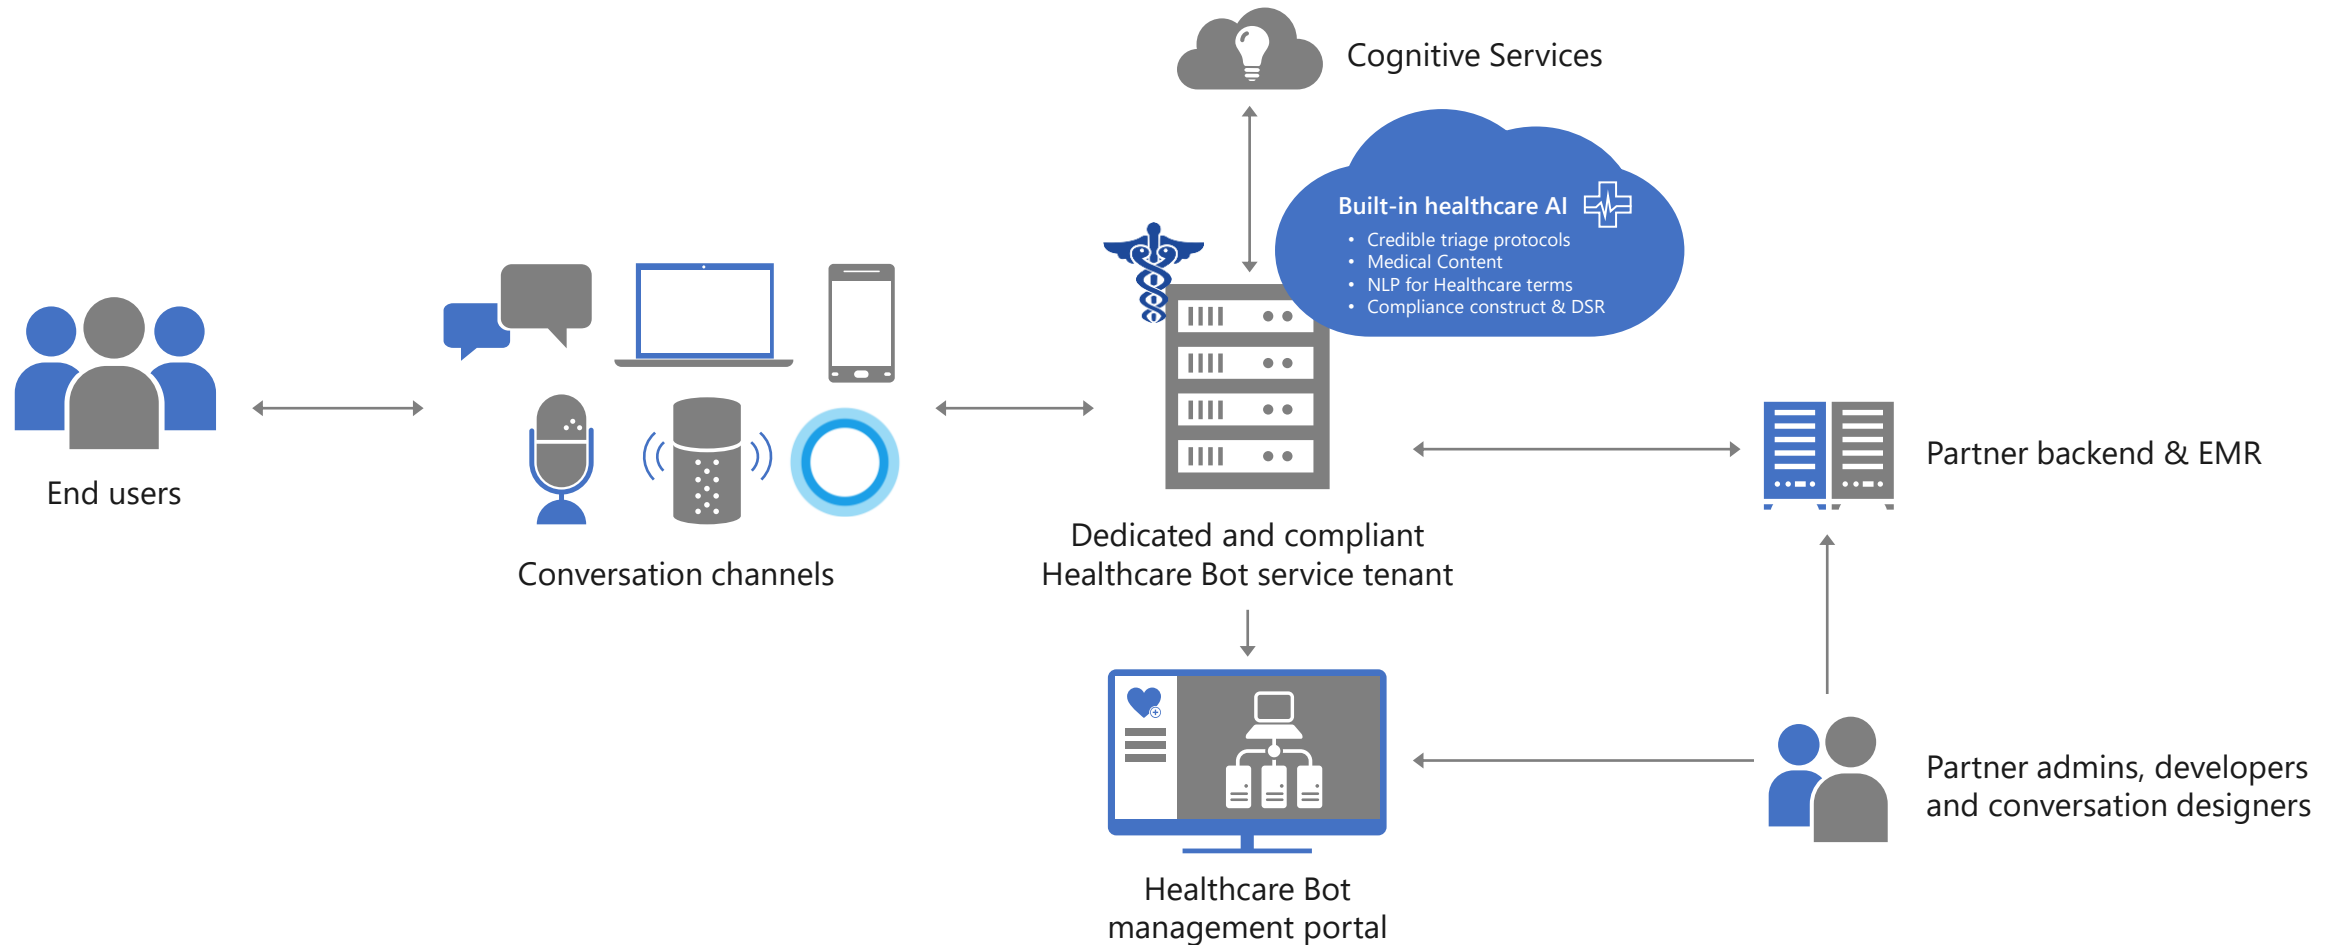 Cognitive Services
Built-in healthcare AI
• Credible triage protocols
• Medical Content
• NLP for Healthcare terms
• Compliance construct & DSR
End users
Conversation channels
Dedicated and compliant
Healthcare Bot service tenant
Partner backend & EMR
Partner admins, developers
and conversation designers
Healthcare Bot
management portal